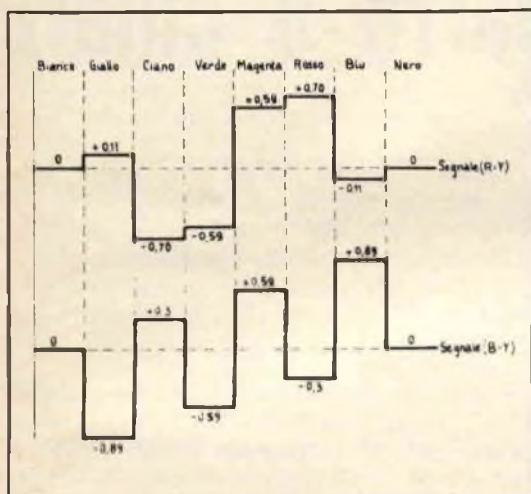 Bianco Giallo Ciano Verde Magenta Rosso Blu Nero
+0,59 +0,70
0 +0,11 0 Segnale (R-Y)
-0,11
-0,70 -0,59
+0,89
+0,3 +0,59
0 0 Segnale (B-Y)
-0,3
-0,59
-0,89